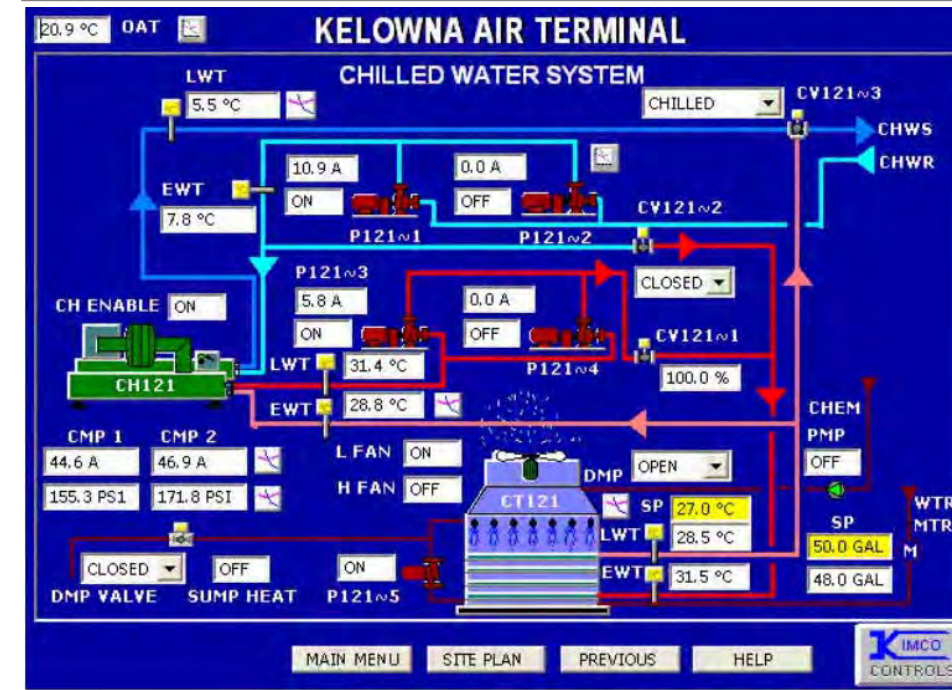 20.9 °C OAT
KELOWNA AIR TERMINAL
CHILLED WATER SYSTEM
LWT
5.5 °C
CHILLED
CV121~3
CHWS
CHWR
EWT
7.8 °C
10.9 A
ON
P121~1
0.0 A
OFF
P121~2
CV121~2
CLOSED
P121~3
5.8 A
ON
0.0 A
OFF
P121~4
CV121~1
100.0 %
CH ENABLE ON
CH121
LWT 31.4 °C
EWT 28.8 °C
CMP 1 CMP 2
44.6 A 46.9 A
155.3 PS1 171.8 PSI
L FAN ON
H FAN OFF
CT121
DMP OPEN
SP 27.0 °C
LWT 28.5 °C
EWT 31.5 °C
CHEM
PMP
OFF
WTR
MTR
SP
50.0 GAL
M
48.0 GAL
CLOSED
DMP VALVE
OFF
SUMP HEAT
ON
P121~5
MAIN MENU SITE PLAN PREVIOUS HELP
KIMCO
CONTROLS